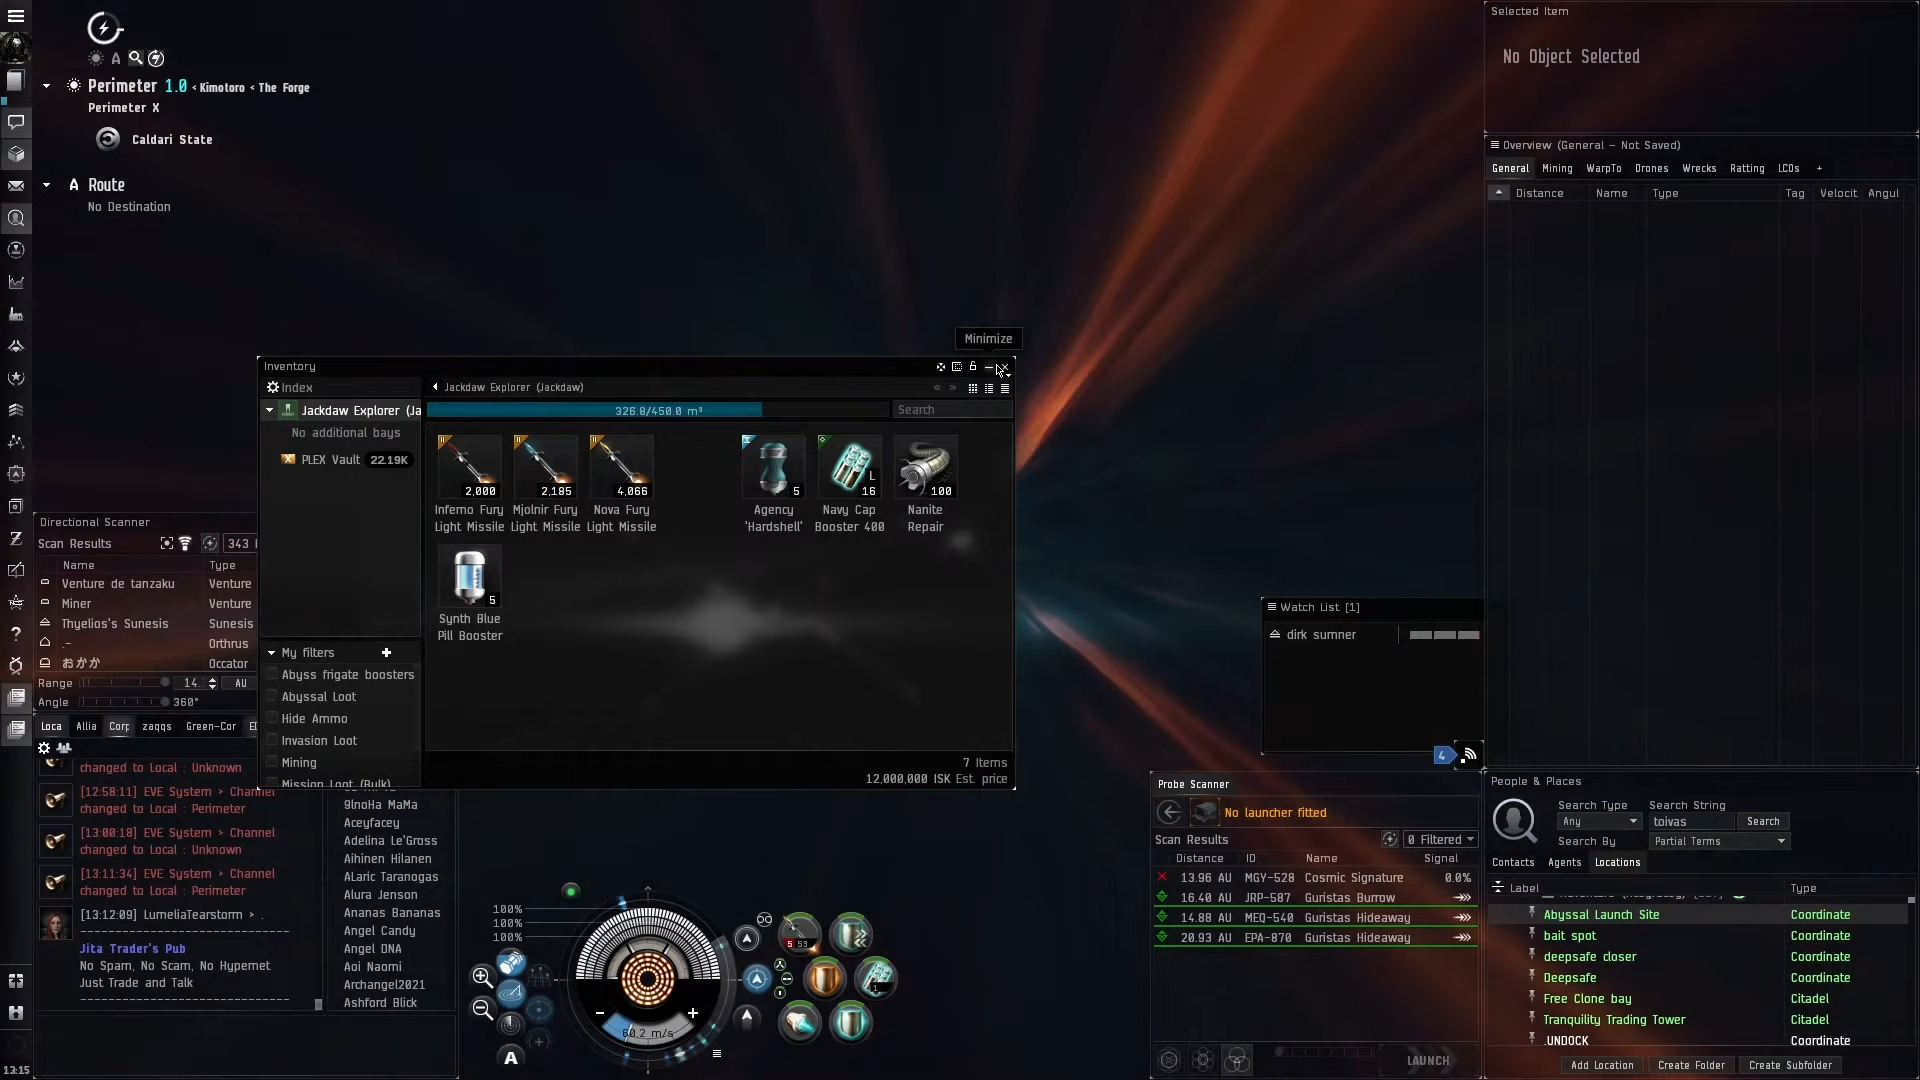 Perimeter 1.0 < Kimotoro < The Forge
Perimeter X
Caldari State
Route
No Destination
Selected Item
No Object Selected
Overview (General - Not Saved)
General Mining WarpTo Drones Wrecks Ratting LCOs +
Distance Name Type Tag Velocit Angul
Minimize
Inventory
Index
Jackdaw Explorer (Jackdaw)
Jackdaw Explorer (Ja
326.8/450.0 m³
Search
No additional bays
PLEX Vault 22.19K
2,000 2,185 4,066 5 L 16 100
Inferno Fury Light Missile
Mjolnir Fury Light Missile
Nova Fury Light Missile
Agency 'Hardshell'
Navy Cap Booster 400
Nanite Repair
5
Synth Blue Pill Booster
My filters +
Abyss frigate boosters
Abyssal Loot
Hide Ammo
Invasion Loot
Mining
Mission Loot (Bulk)
7 Items
12,000,000 ISK Est. price
Directional Scanner
Scan Results 343
Name Type
Venture de tanzaku Venture
Miner Venture
Thyelios's Sunesis Sunesis
.- Orthrus
おかか Occator
Range 14. AU
Angle 360°
Loca Allia Corp zaqqs Green-Cor
changed to Local : Unknown
[12:58:11] EVE System > Channel
changed to Local : Perimeter
[13:00:18] EVE System > Channel
changed to Local : Unknown
[13:11:34] EVE System > Channel
changed to Local : Perimeter
[13:12:09] LumeliaTearstorm > .
Jita Trader's Pub
No Spam, No Scam, No Hypernet
Just Trade and Talk
9lnoHa MaMa
Aceyfacey
Adelina Le'Gross
Aihinen Hilanen
ALaric Taranogas
Alura Jenson
Ananas Bananas
Angel Candy
Angel DNA
Aoi Naomi
Archangel2021
Ashford Blick
13:15
100%
100%
100%
60.2 m/s
A
5 53
1
Watch List [1]
dirk sumner
4
Probe Scanner
No launcher fitted
Scan Results 0 Filtered
Distance ID Name Signal
13.96 AU MGY-528 Cosmic Signature 0.0%
16.40 AU JRP-587 Guristas Burrow
14.88 AU MEQ-540 Guristas Hideaway
20.93 AU EPA-870 Guristas Hideaway
LAUNCH
People & Places
Search Type Search String
Any toivas Search
Search By Partial Terms
Contacts Agents Locations
Label Type
Abyssal Launch Site Coordinate
bait spot Coordinate
deepsafe closer Coordinate
Deepsafe Coordinate
Free Clone bay Citadel
Tranquility Trading Tower Citadel
.UNDOCK Coordinate
Add Location Create Folder Create Subfolder